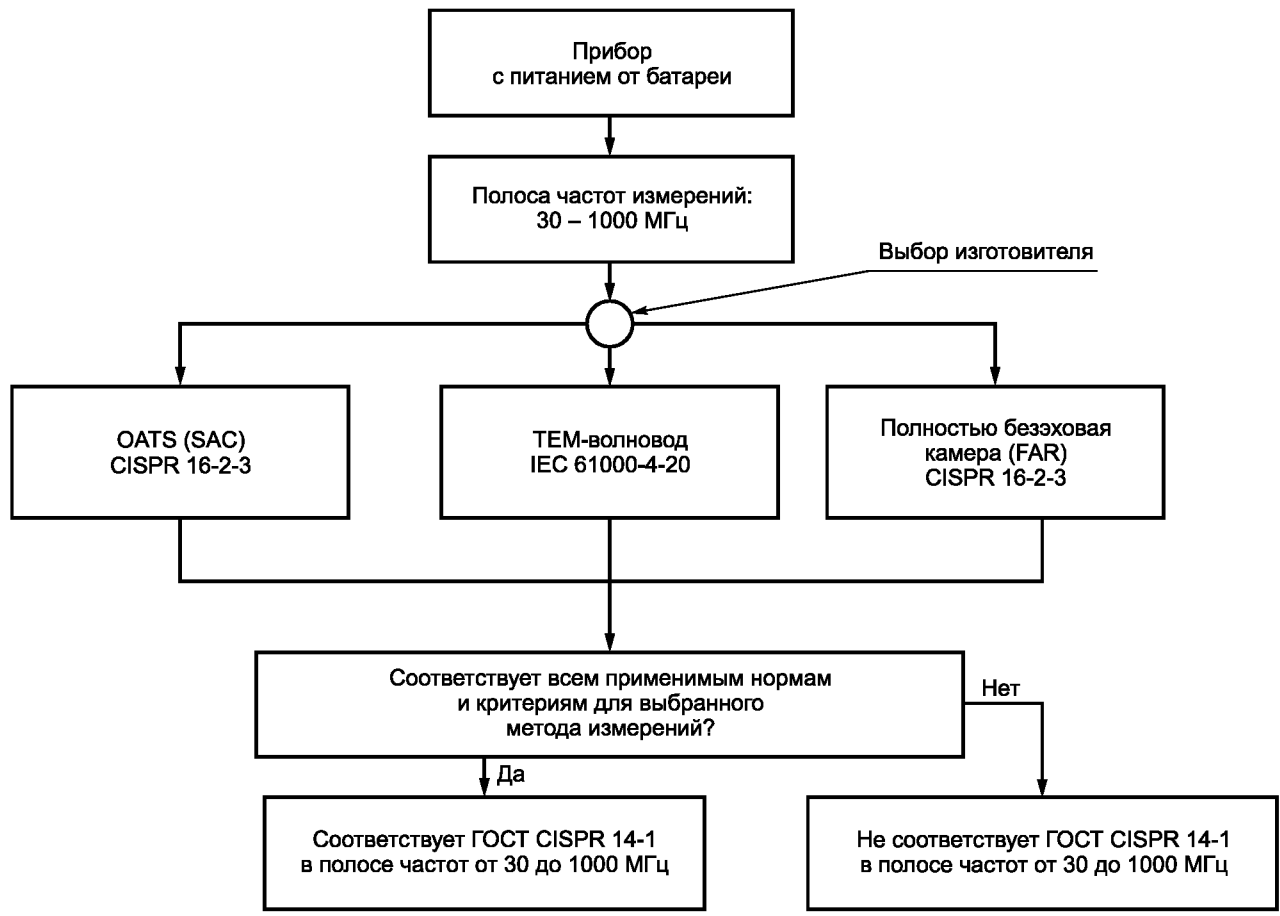 Прибор
с питанием от батареи
Полоса частот измерений:
30 – 1000 МГц
Выбор изготовителя
OATS (SAC)
CISPR 16-2-3
ТЕМ-волновод
IEC 61000-4-20
Полностью безэховая
камера (FAR)
CISPR 16-2-3
Соответствует всем применимым нормам
и критериям для выбранного
метода измерений?
Нет
Да
Соответствует ГОСТ CISPR 14-1
в полосе частот от 30 до 1000 МГц
Не соответствует ГОСТ CISPR 14-1
в полосе частот от 30 до 1000 МГц